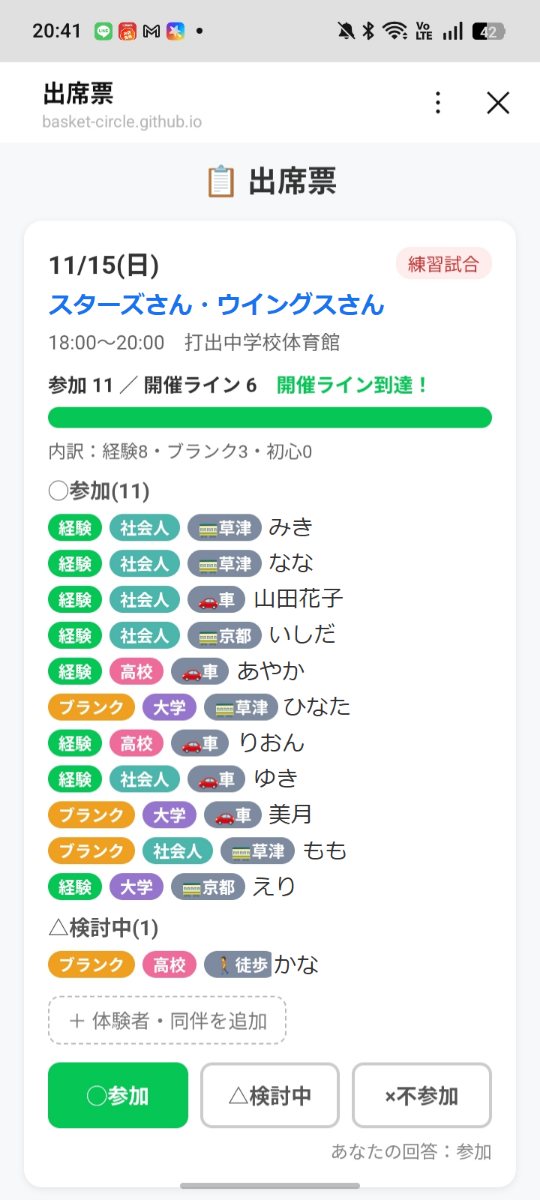 20:41
Vo LTE 42
出席票
basket-circle.github.io
📋 出席票
11/15(日) 練習試合
スターズさん・ウイングスさん
18:00〜20:00 打出中学校体育館
参加 11 ／ 開催ライン 6 開催ライン到達！
内訳：経験8・ブランク3・初心0
○参加(11)
経験 社会人 🚃草津 みき
経験 社会人 🚃草津 なな
経験 社会人 🚗車 山田花子
経験 社会人 🚃京都 いしだ
経験 高校 🚗車 あやか
ブランク 大学 🚃草津 ひなた
経験 高校 🚗車 りおん
経験 社会人 🚗車 ゆき
ブランク 大学 🚗車 美月
ブランク 社会人 🚃草津 もも
経験 大学 🚃京都 えり
△検討中(1)
ブランク 高校 🚶徒歩 かな
＋ 体験者・同伴を追加
○参加 △検討中 ×不参加
あなたの回答：参加